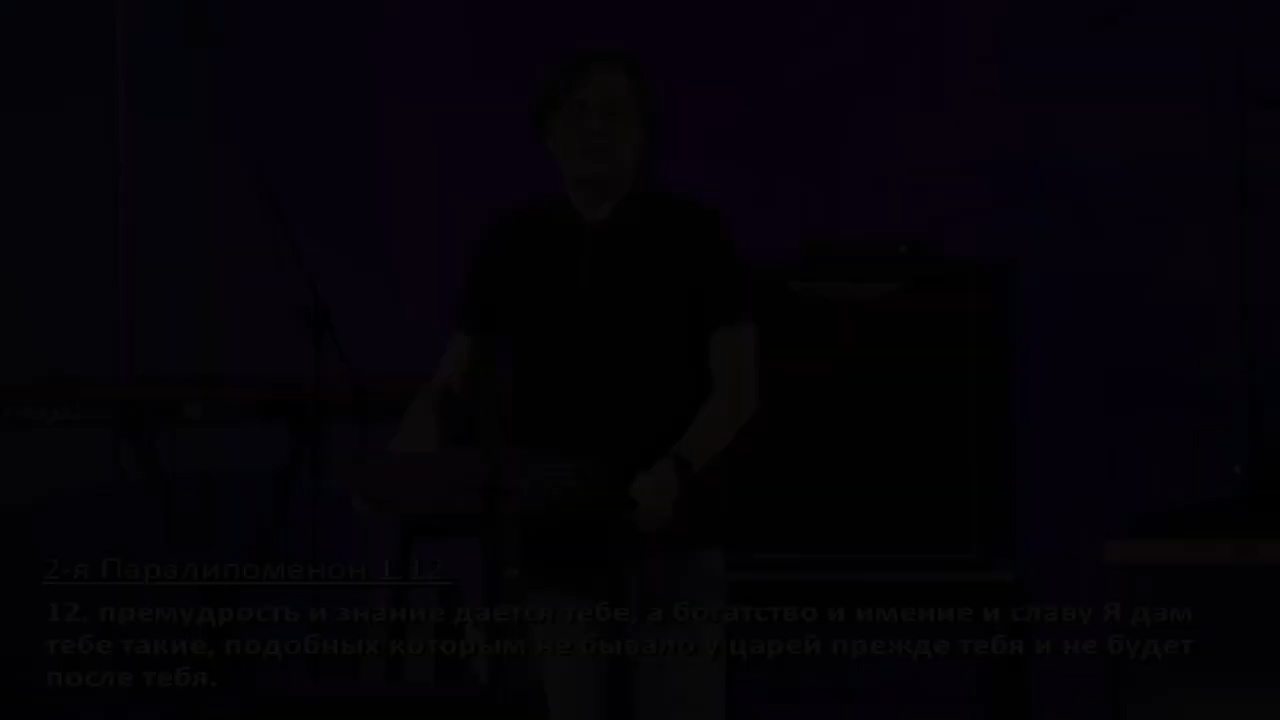 2-я Паралипоменон 1:12
12. премудрость и знание дается тебе, а богатство и имение и славу Я дам
тебе такие, подобных которым не бывало у царей прежде тебя и не будет
после тебя.